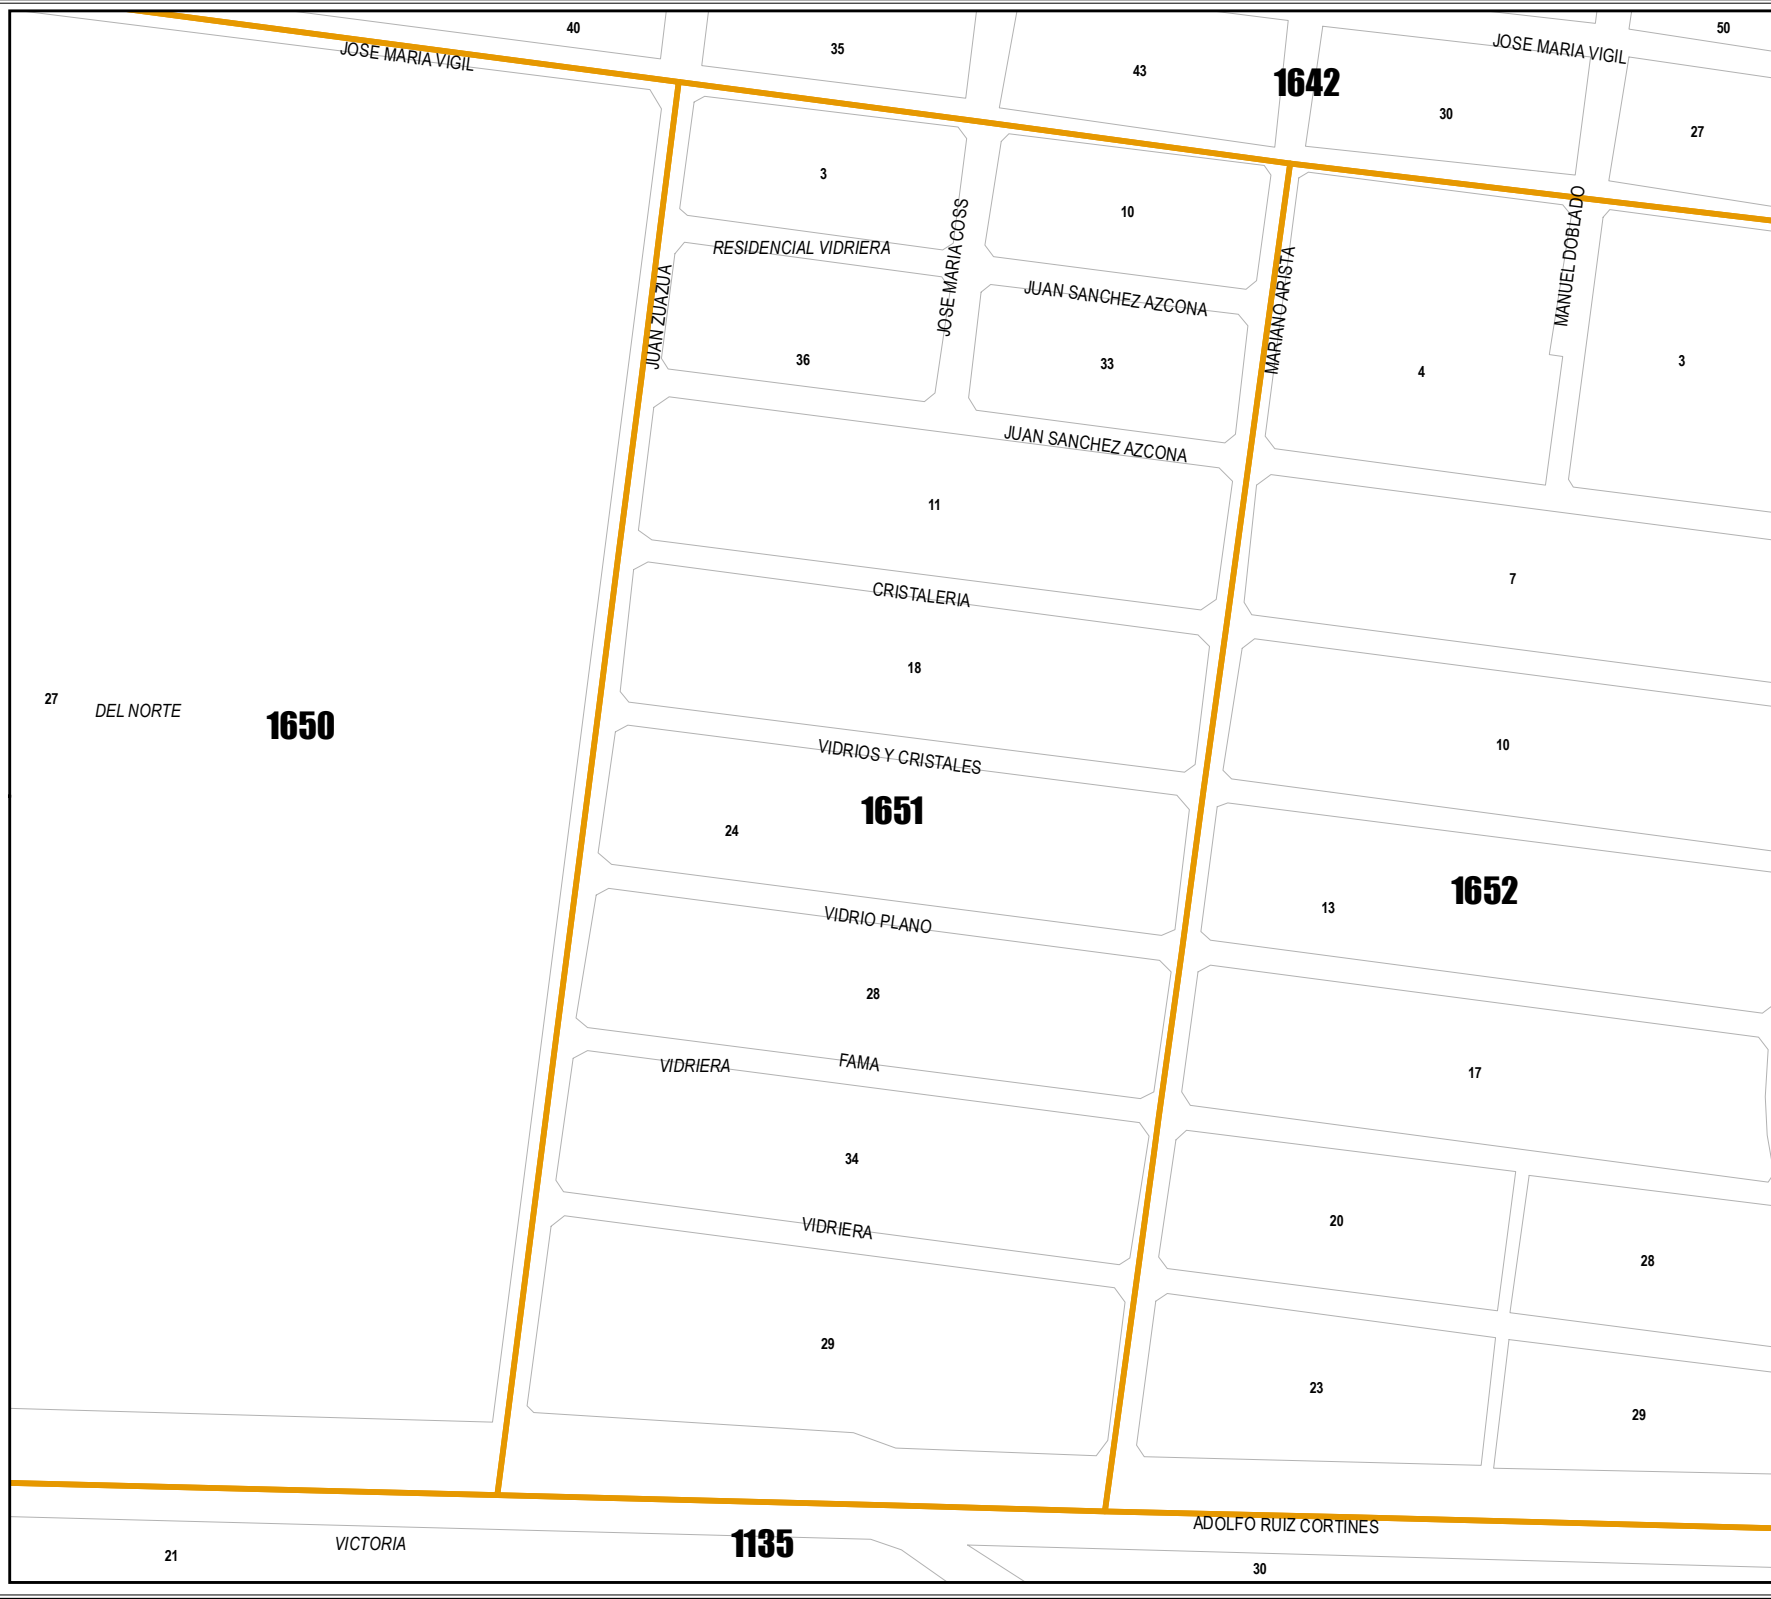 40
50
35
JOSE MARIA VIGIL
JOSE MARIA VIGIL
43
1642
30
27
3
10
MANUEL DOBLADO
JOSE MARIA COSS
RESIDENCIAL VIDRIERA
JUAN ZUAZUA
JUAN SANCHEZ AZCONA
MARIANO ARISTA
36
33
4
3
JUAN SANCHEZ AZCONA
11
7
CRISTALERIA
18
27
DEL NORTE
1650
10
VIDRIOS Y CRISTALES
1651
24
1652
13
VIDRIO PLANO
28
VIDRIERA
FAMA
17
34
20
VIDRIERA
28
29
23
29
ADOLFO RUIZ CORTINES
VICTORIA
1135
21
30